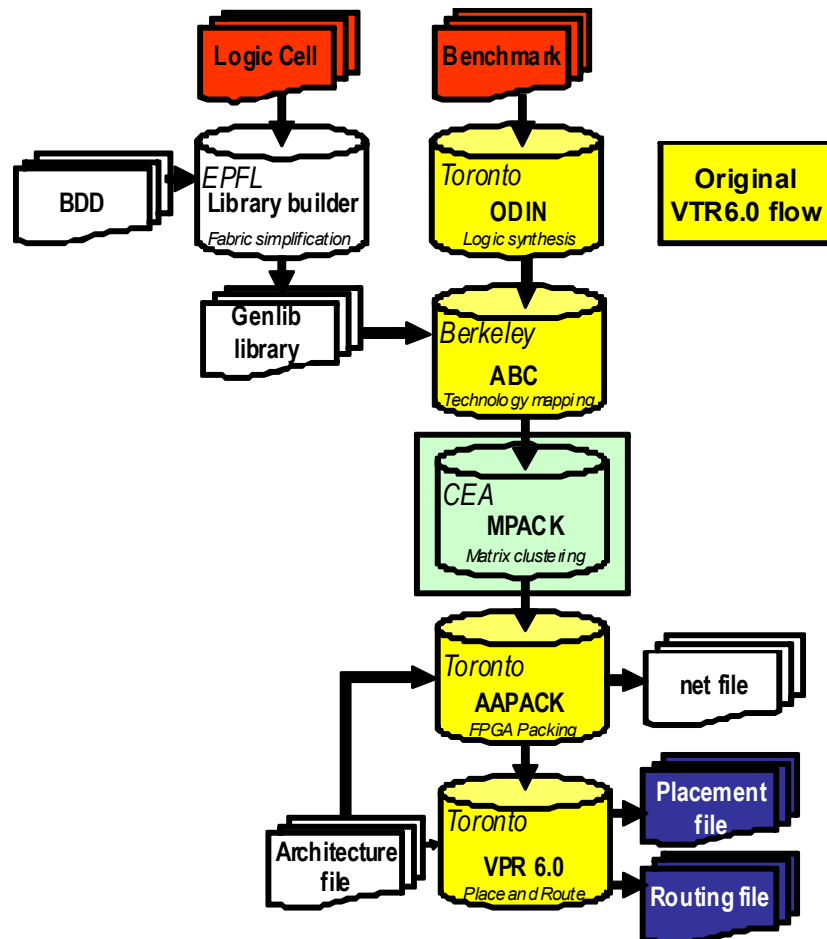 Logic Cell
Benchmark
BDD
EPFL
Library builder
Fabric simplification
Toronto
ODIN
Logic synthesis
Original
VTR6.0 flow
Genlib
library
Berkeley
ABC
Technology mapping
CEA
MPACK
Matrix clustering
Toronto
AAPACK
FPGA Packing
net file
Architecture
file
Toronto
VPR 6.0
Place and Route
Placement
file
Routing file